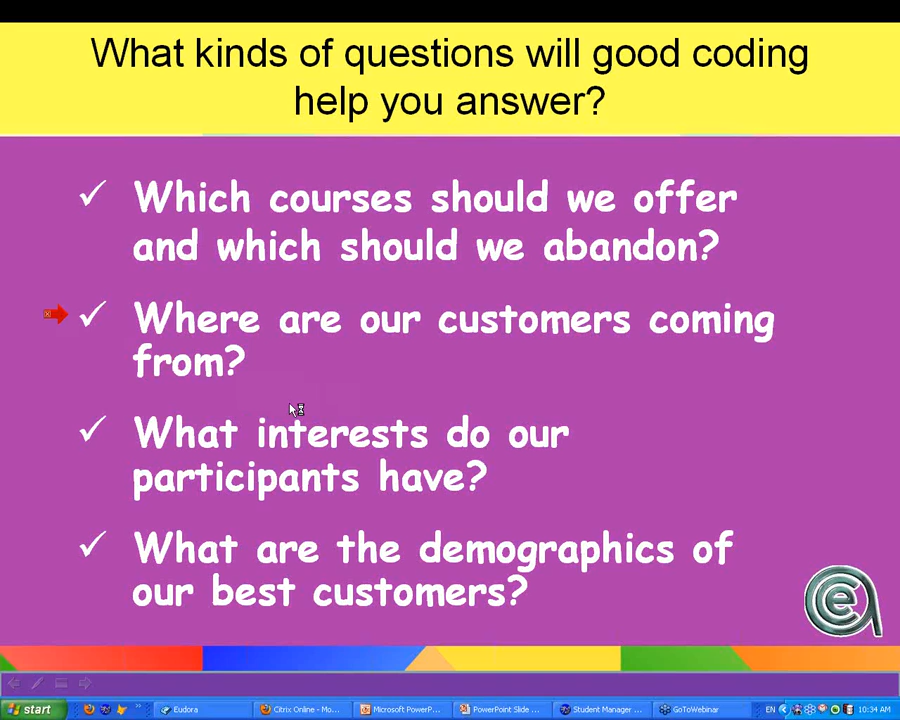 What kinds of questions will good coding
help you answer?
✓ Which courses should we offer
and which should we abandon?
✓ Where are our customers coming
from?
✓ What interests do our
participants have?
✓ What are the demographics of
our best customers?
start
Eudora
Citrix Online - Mo...
Microsoft PowerP...
PowerPoint Slide ...
Student Manager ...
GoToWebinar
EN
10:34 AM